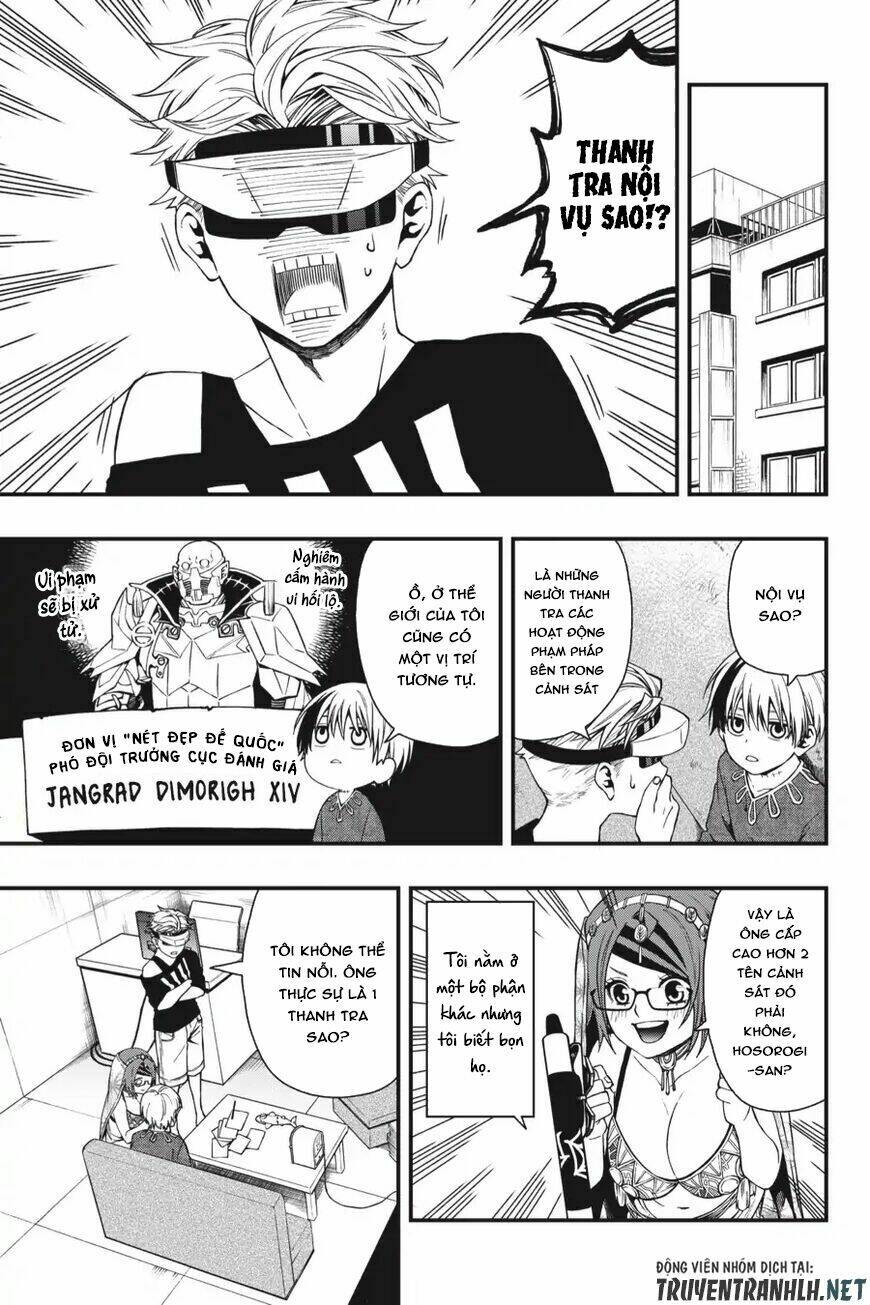 THANH
TRA NỘI
VỤ SAO!?
NỘI VỤ
SAO?
LÀ NHỮNG
NGƯỜI THANH
TRA CÁC
HOẠT ĐỘNG
PHẠM PHÁP
BÊN TRONG
CẢNH SÁT
Ồ, Ở THẾ
GIỚI CỦA TÔI
CŨNG CÓ
MỘT VỊ TRÍ
TƯƠNG TỰ.
Nghiêm
cấm hành
vi hối lộ.
Vi phạm
sẽ bị xử
tử.
ĐƠN VỊ "NÉT ĐẸP ĐẾ QUỐC"
PHÓ ĐỘI TRƯỞNG CỤC ĐÁNH GIÁ
JANGRAD DIMORIGH XIV
VẬY LÀ
ÔNG CẤP
CAO HƠN 2
TÊN CẢNH
SÁT ĐÓ
PHẢI
KHÔNG,
HOSOROGI
-SAN?
Tôi nằm ở
một bộ phận
khác nhưng
tôi biết bọn
họ.
TÔI KHÔNG THỂ
TIN NỔI. ÔNG
THỰC SỰ LÀ 1
THANH TRA
SAO?
ĐỘNG VIÊN NHÓM DỊCH TẠI:
TRUYENTRANHLH.NET